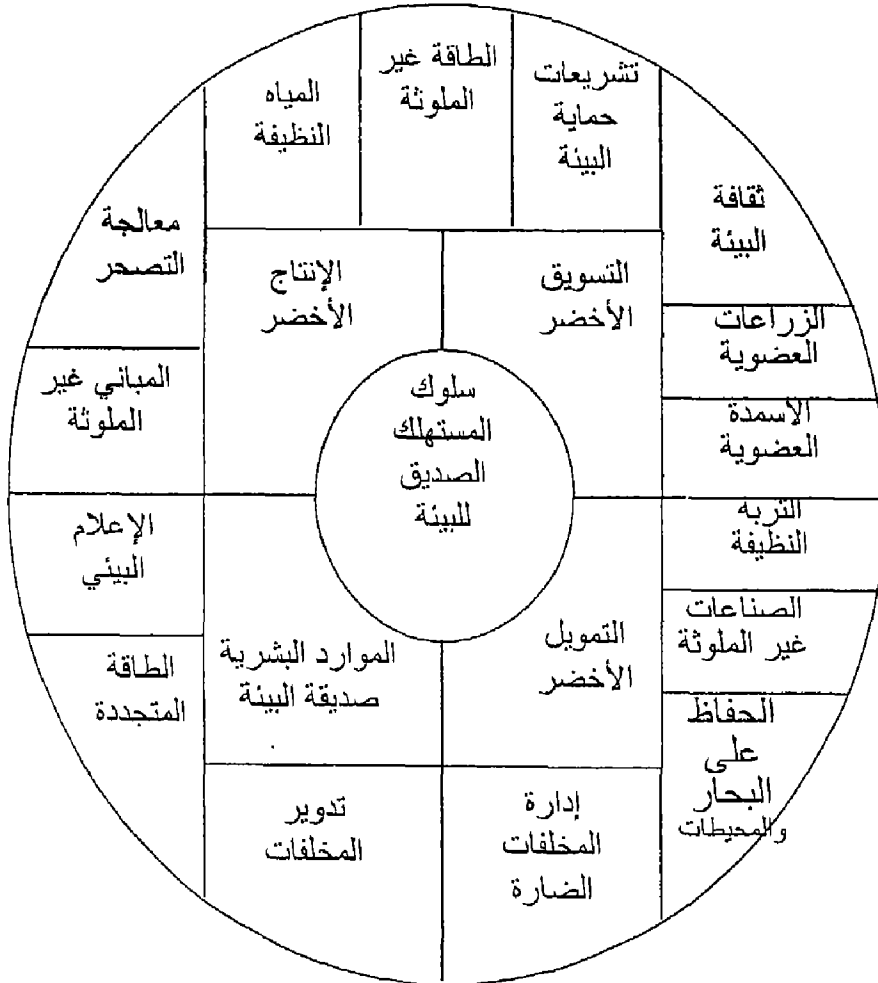 تشريعات
حماية
البيئة
الطاقة غير
الملوثة
المياه
النظيفة
ثقافة
البيئة
معالجة
التصحر
التسويق
الأخضر
الإنتاج
الأخضر
الزراعات
العضوية
المباني غير
الملوثة
سلوك
المستهلك
الصديق
للبيئة
الأسمدة
العضوية
التربه
النظيفة
الإعلام
البيئي
الصناعات
غير الملوثة
التمويل
الأخضر
الموارد البشرية
صديقة البيئة
الطاقة
المتجددة
الحفاظ
على
البحار
والمحيطات
إدارة
المخلفات
الضارة
تدوير
المخلفات